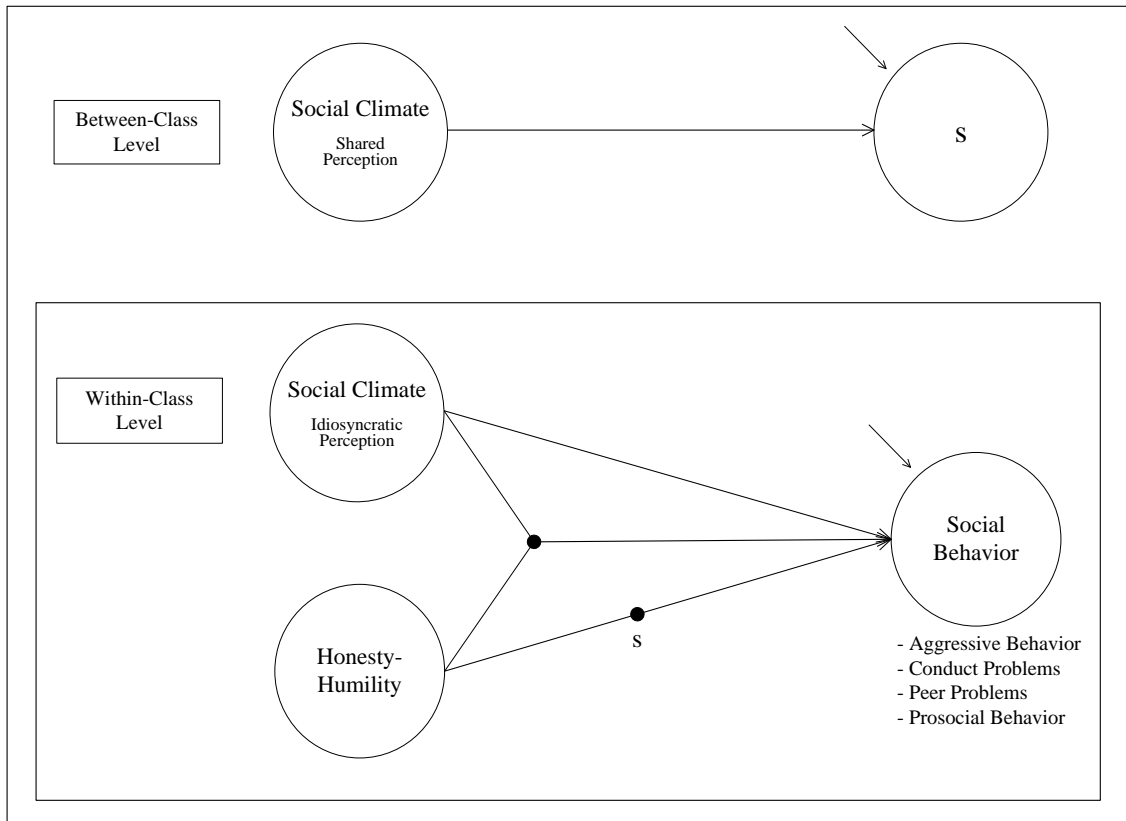 Between-Class
Level
Social Climate
Shared
Perception
s
Within-Class
Level
Social Climate
Idiosyncratic
Perception
Honesty-
Humility
s
Social
Behavior
- Aggressive Behavior
- Conduct Problems
- Peer Problems
- Prosocial Behavior